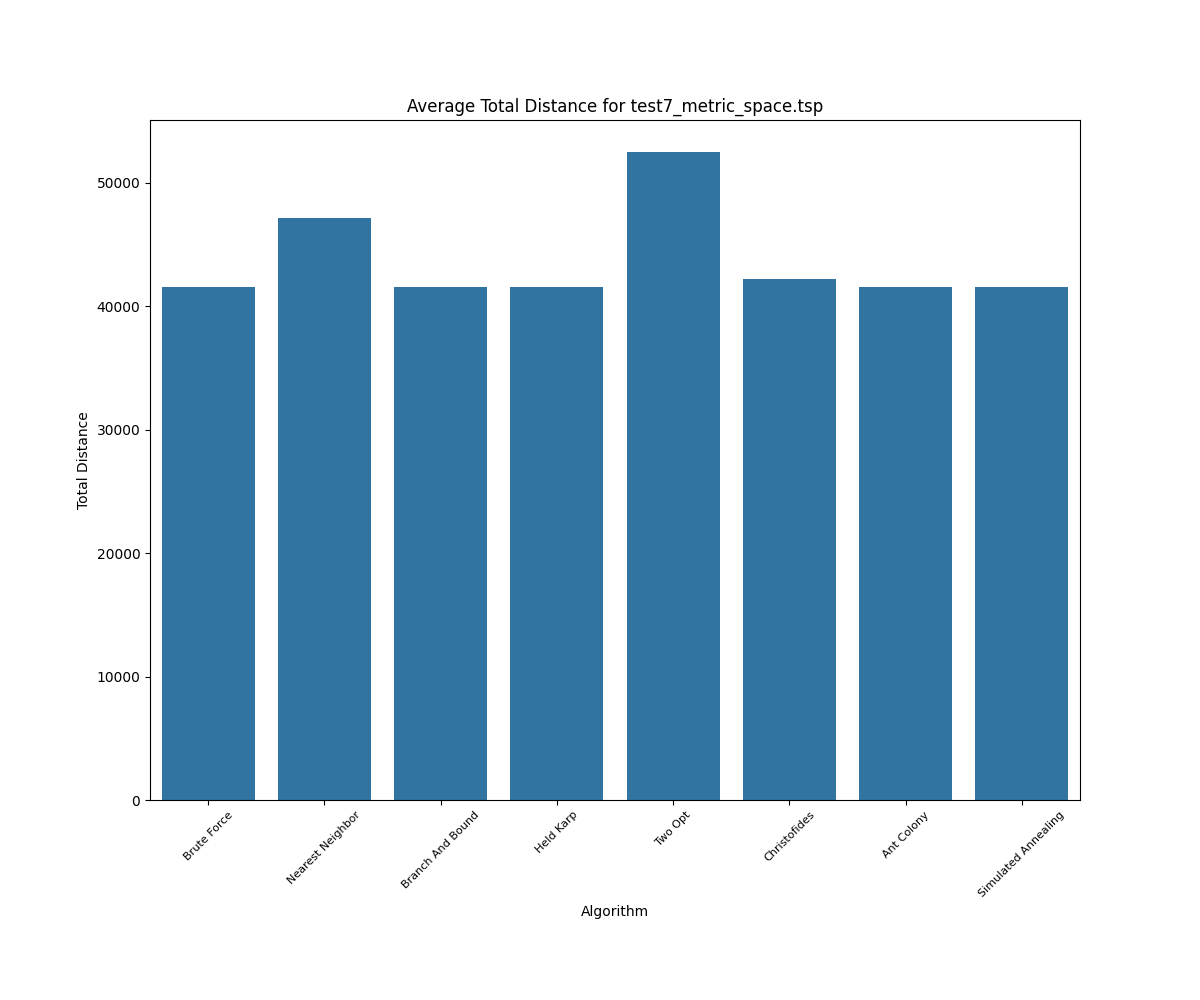 Average Total Distance for test7_metric_space.tsp
Total Distance
50000
40000
30000
20000
10000
0
Brute Force
Nearest Neighbor
Branch And Bound
Held Karp
Two Opt
Christofides
Ant Colony
Simulated Annealing
Algorithm